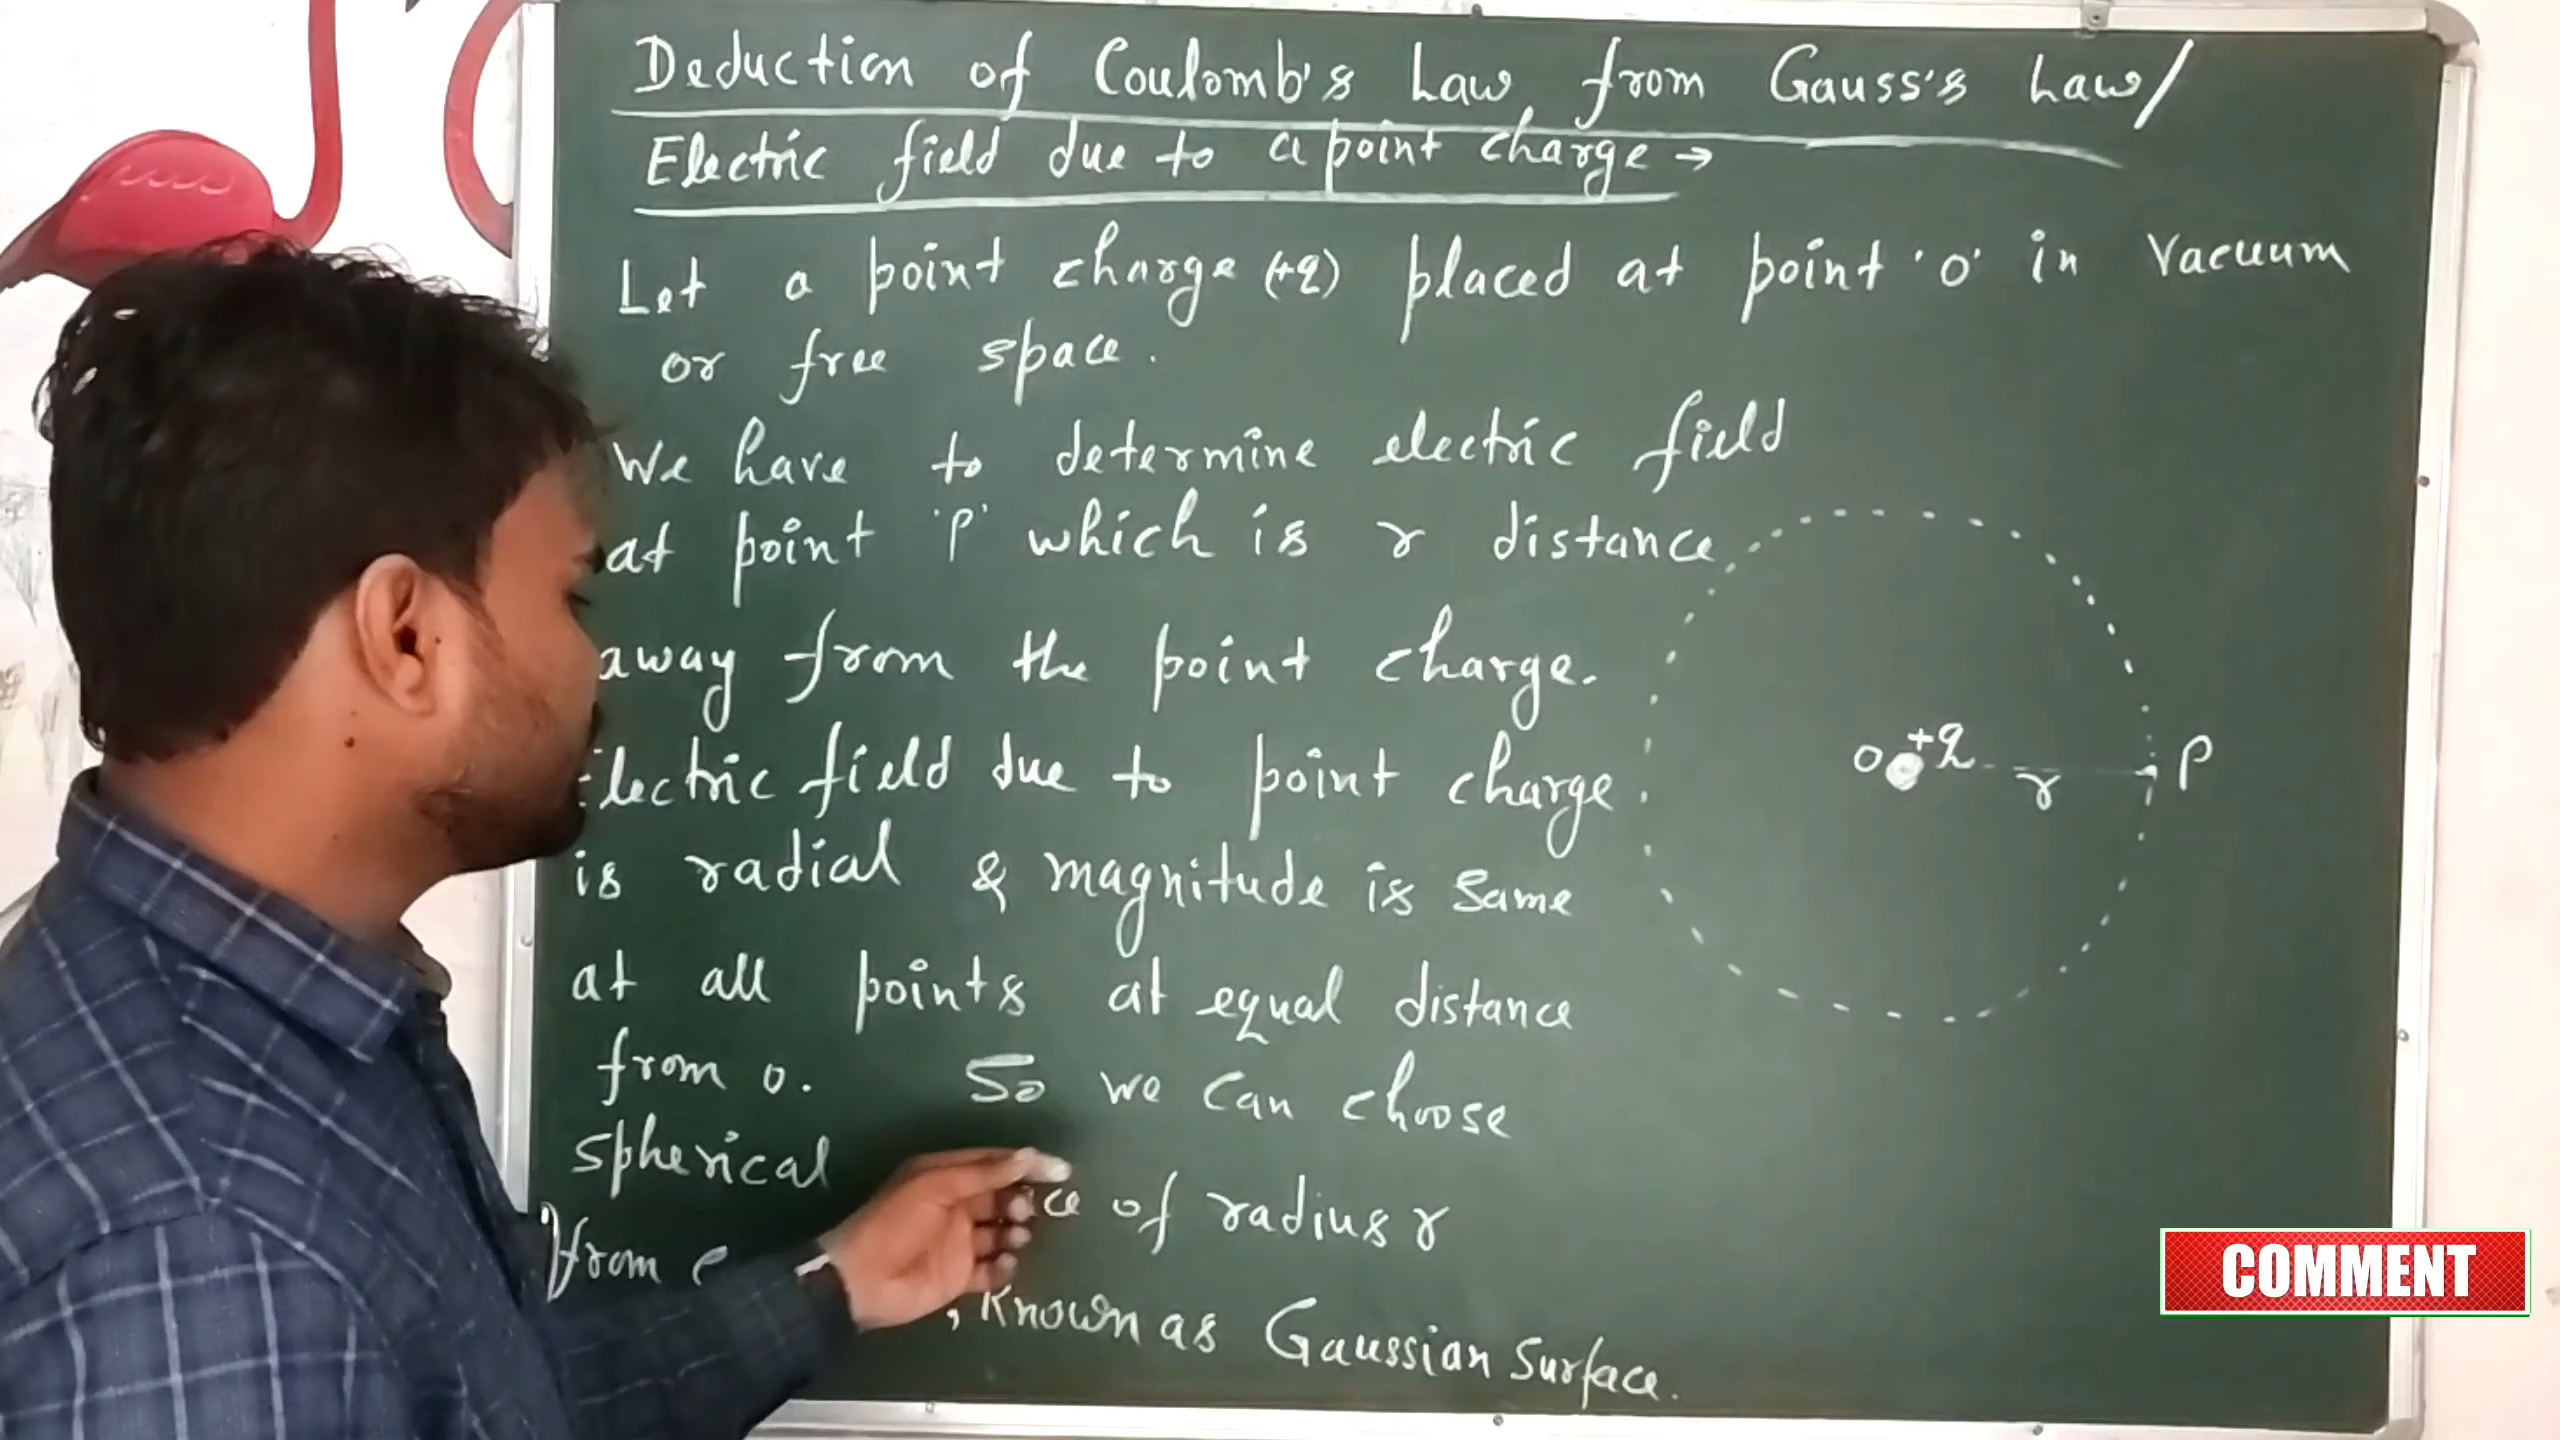 Deduction of Coulomb's Law from Gauss's Law/
Electric field due to a point charge →
Let a point charge (+q) placed at point 'O' in vacuum
or free space.
We have to determine electric field
at point 'P' which is r distance
away from the point charge.
Electric field due to point charge
is radial & magnitude is same
at all points at equal distance
from o. So we can choose
spherical of radius r
from , Known as Gaussian Surface.
O +q r P
COMMENT